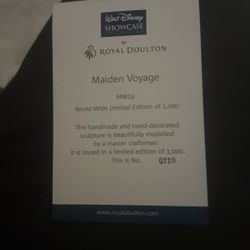 WALT DISNEY
SHOWCASE
by
ROYAL DOULTON
Maiden Voyage
MM29
World Wide Limited Edition of 1,000
This handmade and hand-decorated
sculpture is beautifully modelled
by a master craftsman.
It is issued in a limited edition of 1,000.
This is No. 0220
www.royaldoulton.com